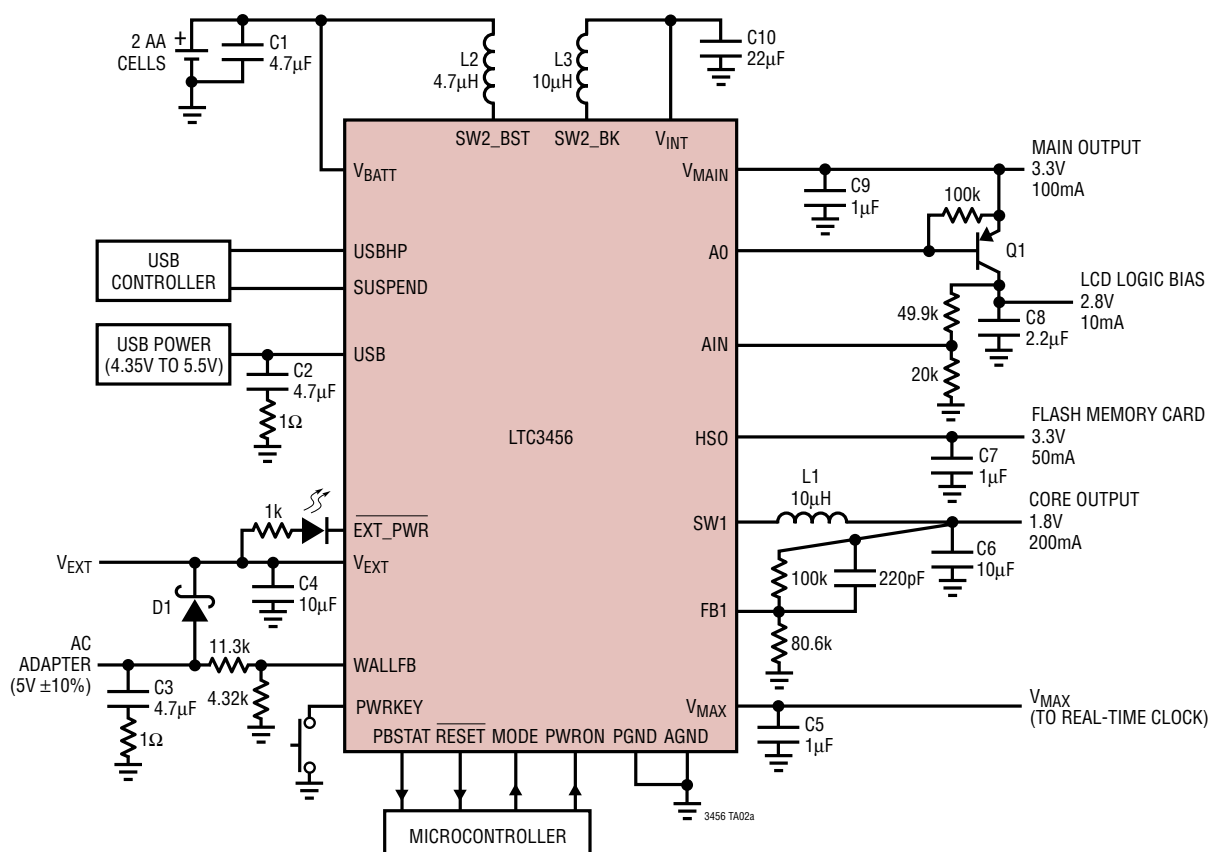 2 AA
CELLS
+
C1
4.7µF
L2
4.7µH
L3
10µH
C10
22µF
SW2_BST
SW2_BK
VINT
VBATT
VMAIN
MAIN OUTPUT
3.3V
100mA
C9
1µF
100k
USB
CONTROLLER
USBHP
SUSPEND
A0
Q1
LCD LOGIC BIAS
2.8V
10mA
49.9k
C8
2.2µF
USB POWER
(4.35V TO 5.5V)
USB
AIN
20k
C2
4.7µF
1Ω
LTC3456
HSO
FLASH MEMORY CARD
3.3V
50mA
C7
1µF
L1
10µH
1k
EXT_PWR
SW1
CORE OUTPUT
1.8V
200mA
C6
10µF
VEXT
VEXT
C4
10µF
100k
220pF
D1
FB1
80.6k
AC
ADAPTER
(5V ±10%)
11.3k
WALLFB
C3
4.7µF
4.32k
1Ω
PWRKEY
VMAX
VMAX
(TO REAL-TIME CLOCK)
C5
1µF
PBSTAT
RESET
MODE
PWRON
PGND
AGND
3456 TA02a
MICROCONTROLLER